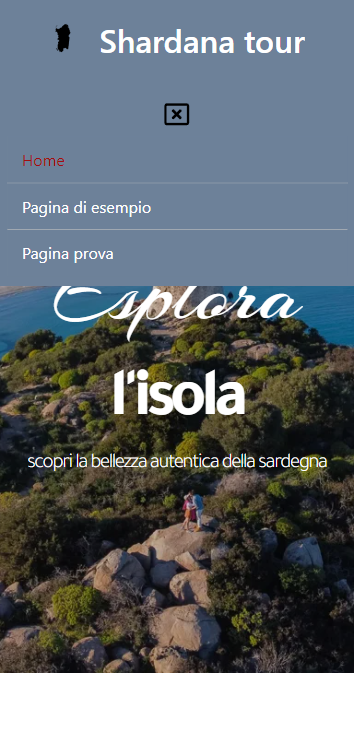 Shardana tour
Home
Pagina di esempio
Pagina prova
Esplora
l'isola
scopri la bellezza autentica della sardegna